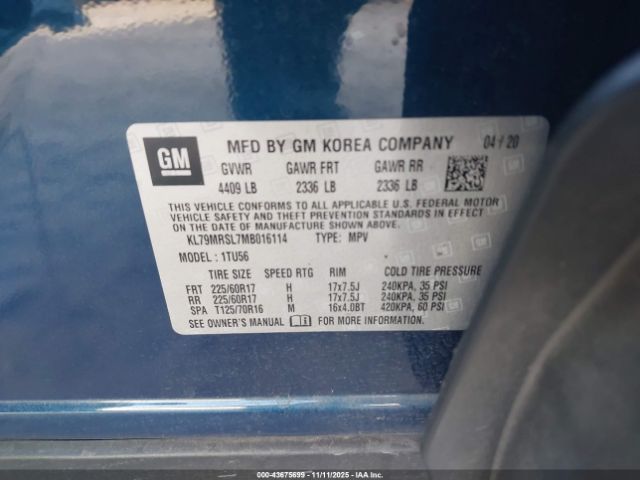 GM
MFD BY GM KOREA COMPANY 04/20
GVWR GAWR FRT GAWR RR
4409 LB 2336 LB 2336 LB
THIS VEHICLE CONFORMS TO ALL APPLICABLE U.S. FEDERAL MOTOR
VEHICLE SAFETY AND THEFT PREVENTION STANDARDS IN EFFECT ON
THE DATE OF MANUFACTURE SHOWN ABOVE.
KL79MRSL7MB016114 TYPE: MPV
MODEL: 1TU56
TIRE SIZE SPEED RTG RIM COLD TIRE PRESSURE
FRT 225/60R17 H 17x7.5J 240KPA, 35 PSI
RR 225/60R17 H 17x7.5J 240KPA, 35 PSI
SPA T125/70R16 M 16x4.0BT 420KPA, 60 PSI
SEE OWNER'S MANUAL FOR MORE INFORMATION.
000-43675699 - 11/11/2025 - IAA Inc.